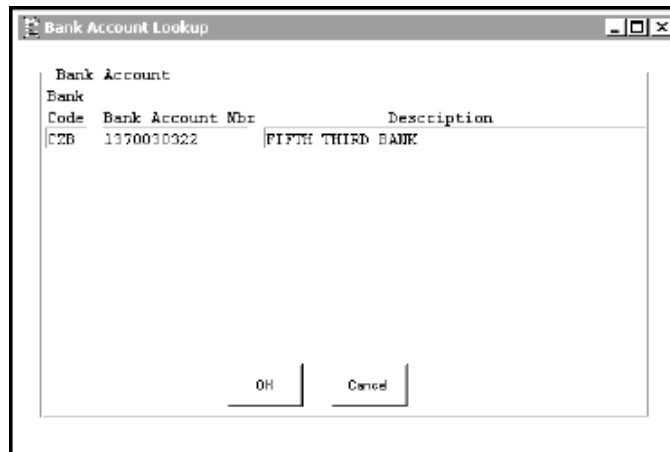 Bank Account Lookup
Bank Account
Bank
Code Bank Account Nbr Description
CZB 1370030322 FIFTH THIRD BANK
OK Cancel